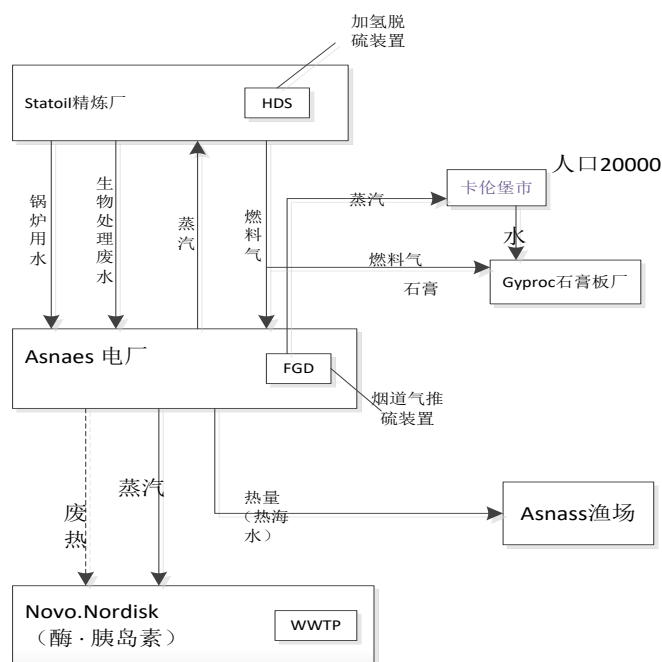 加氢脱
硫装置
Statoil精炼厂
HDS
人口20000
卡伦堡市
锅炉用水
生物处理废水
蒸汽
燃料气
蒸汽
水
燃料气
石膏
Gyproc石膏板厂
Asnaes 电厂
FGD
烟道气推
硫装置
蒸汽
废热
热量
（热海
水）
Asnass渔场
Novo.Nordisk
（酶·胰岛素）
WWTP